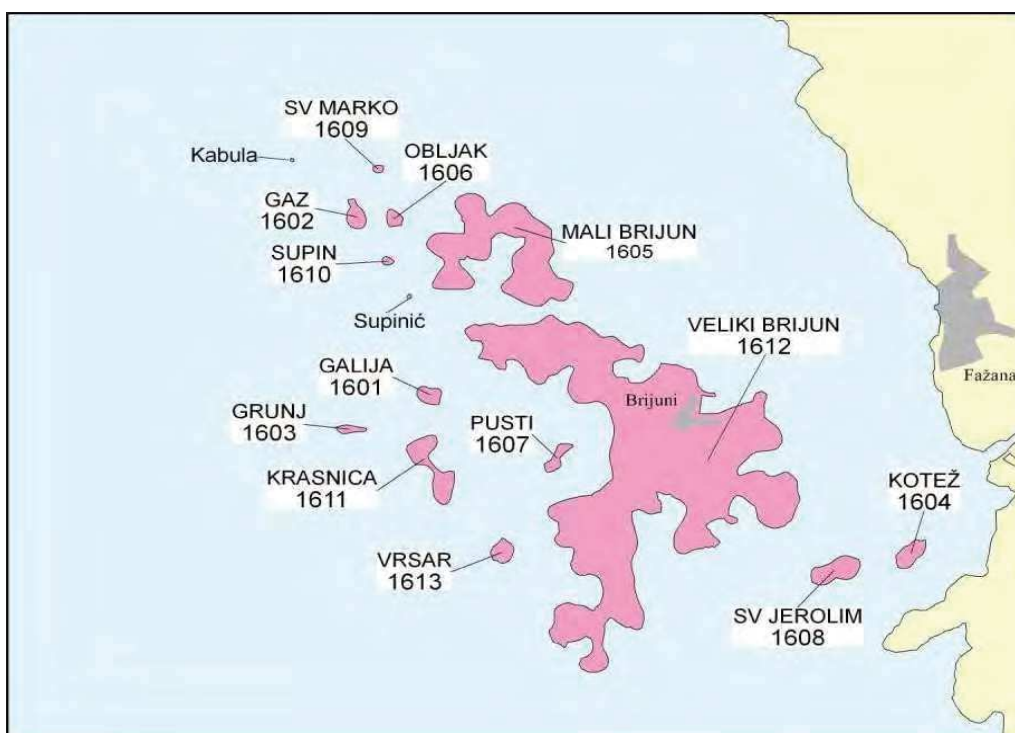 SV MARKO
1609
Kabula
OBLJAK
1606
GAZ
1602
MALI BRIJUN
1605
SUPIN
1610
Supinić
VELIKI BRIJUN
1612
GALIJA
1601
Fažana
Brijuni
GRUNJ
1603
PUSTI
1607
KRASNICA
1611
KOTEŽ
1604
VRSAR
1613
SV JEROLIM
1608